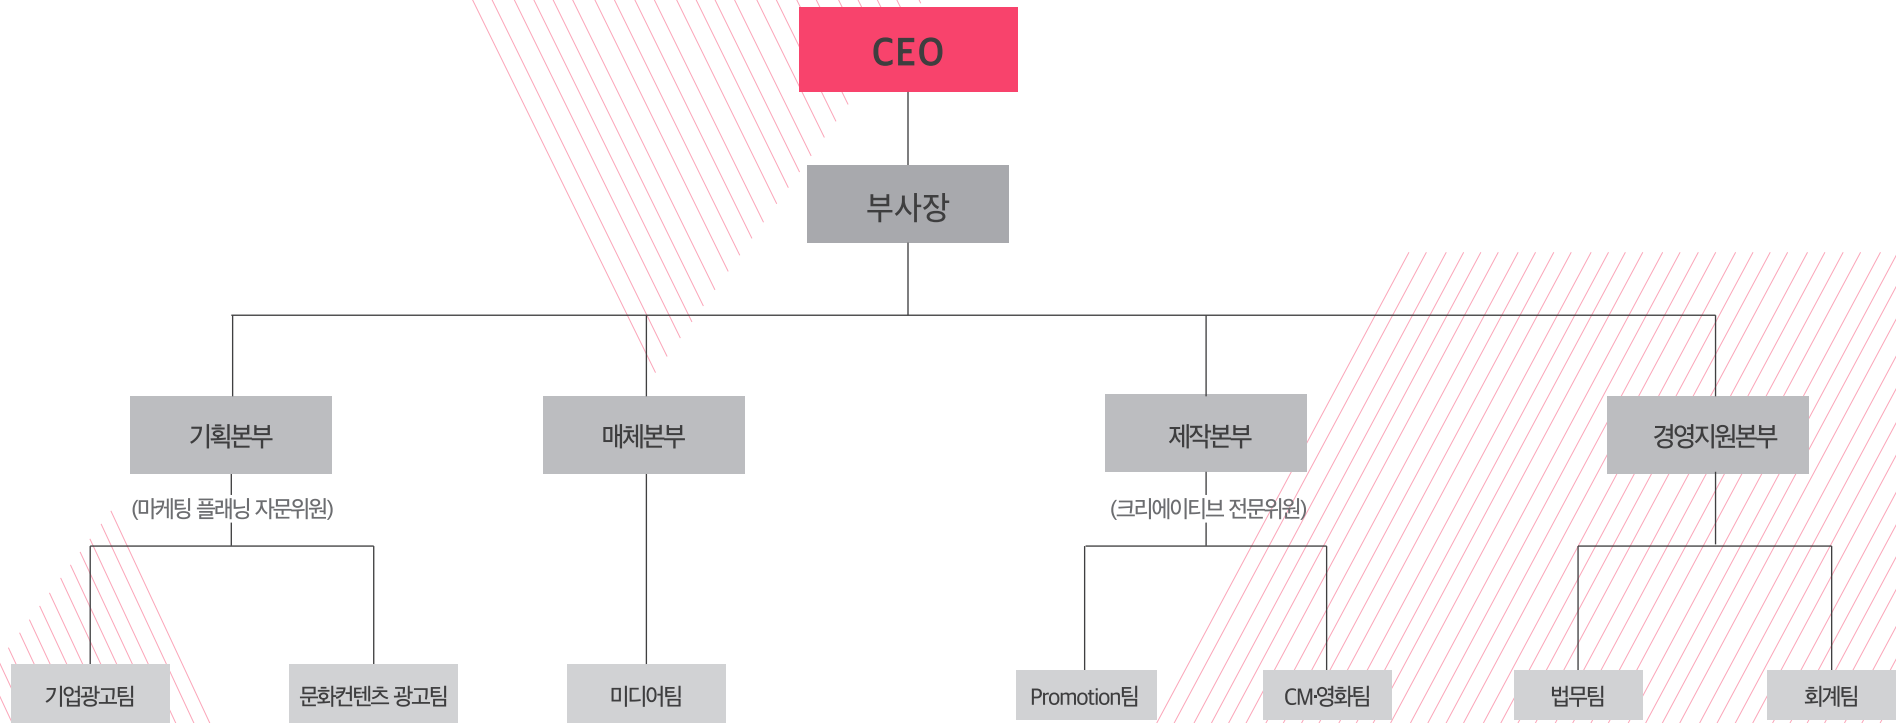 CEO
부사장
기획본부
매체본부
제작본부
경영지원본부
(미케팅 플래닝 자문위원)
(크리에이티브 전문위원)
기업광고팀
문화컨텐츠 광고팀
미디어팀
Promotion팀
CM·영화팀
법무팀
회계팀